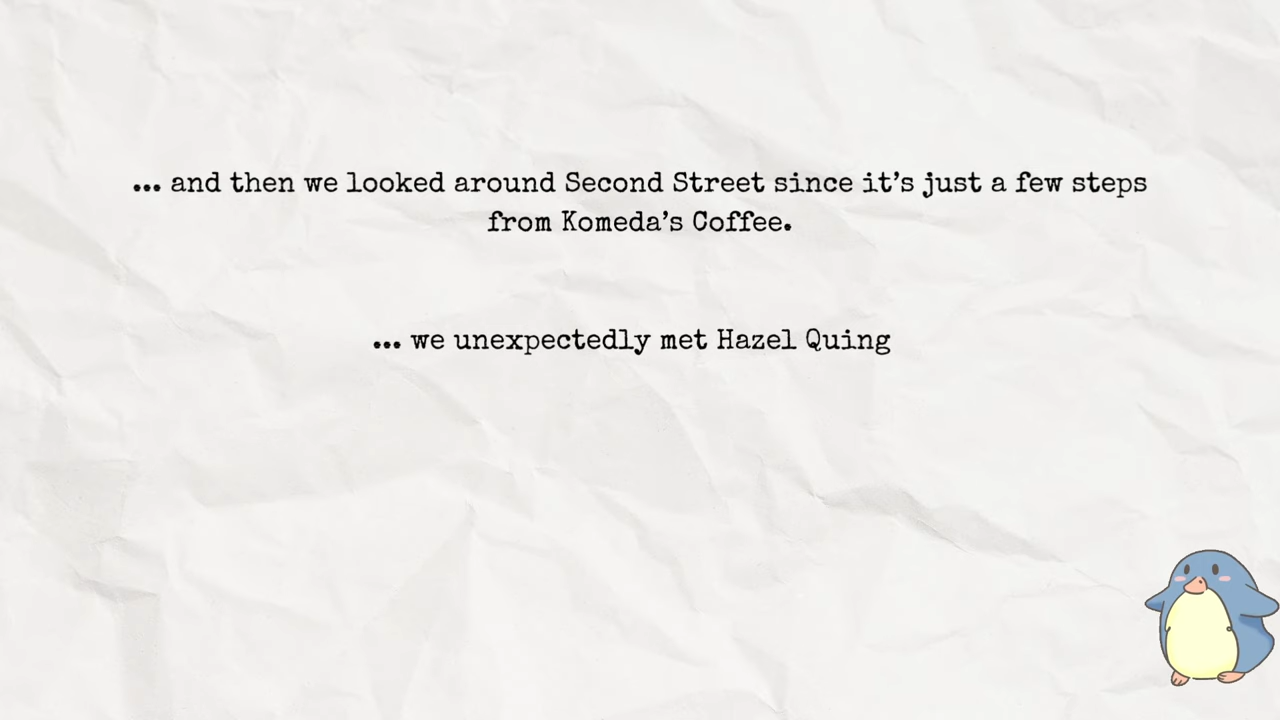 ... and then we looked around Second Street since it’s just a few steps
from Komeda’s Coffee.
... we unexpectedly met Hazel Quing